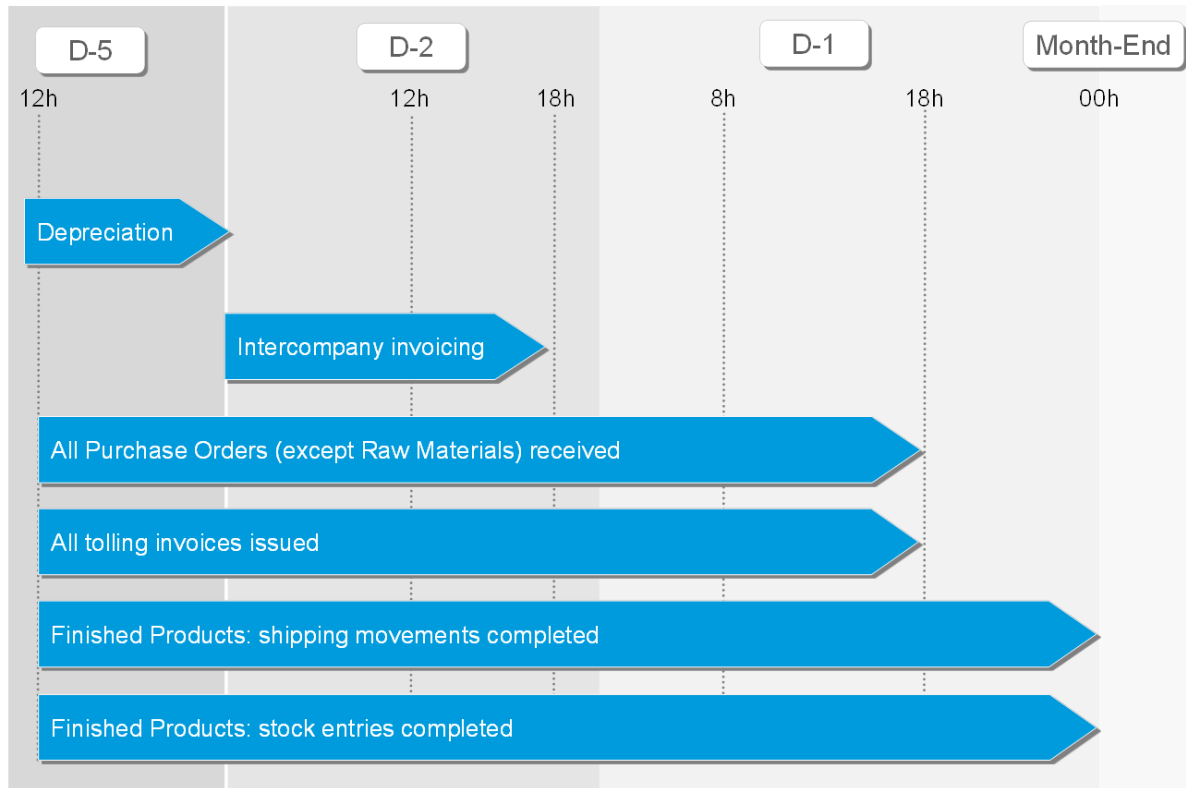 D-5 D-2 D-1 Month-End
12h 12h 18h 8h 18h 00h
Depreciation
Intercompany invoicing
All Purchase Orders (except Raw Materials) received
All tolling invoices issued
Finished Products: shipping movements completed
Finished Products: stock entries completed